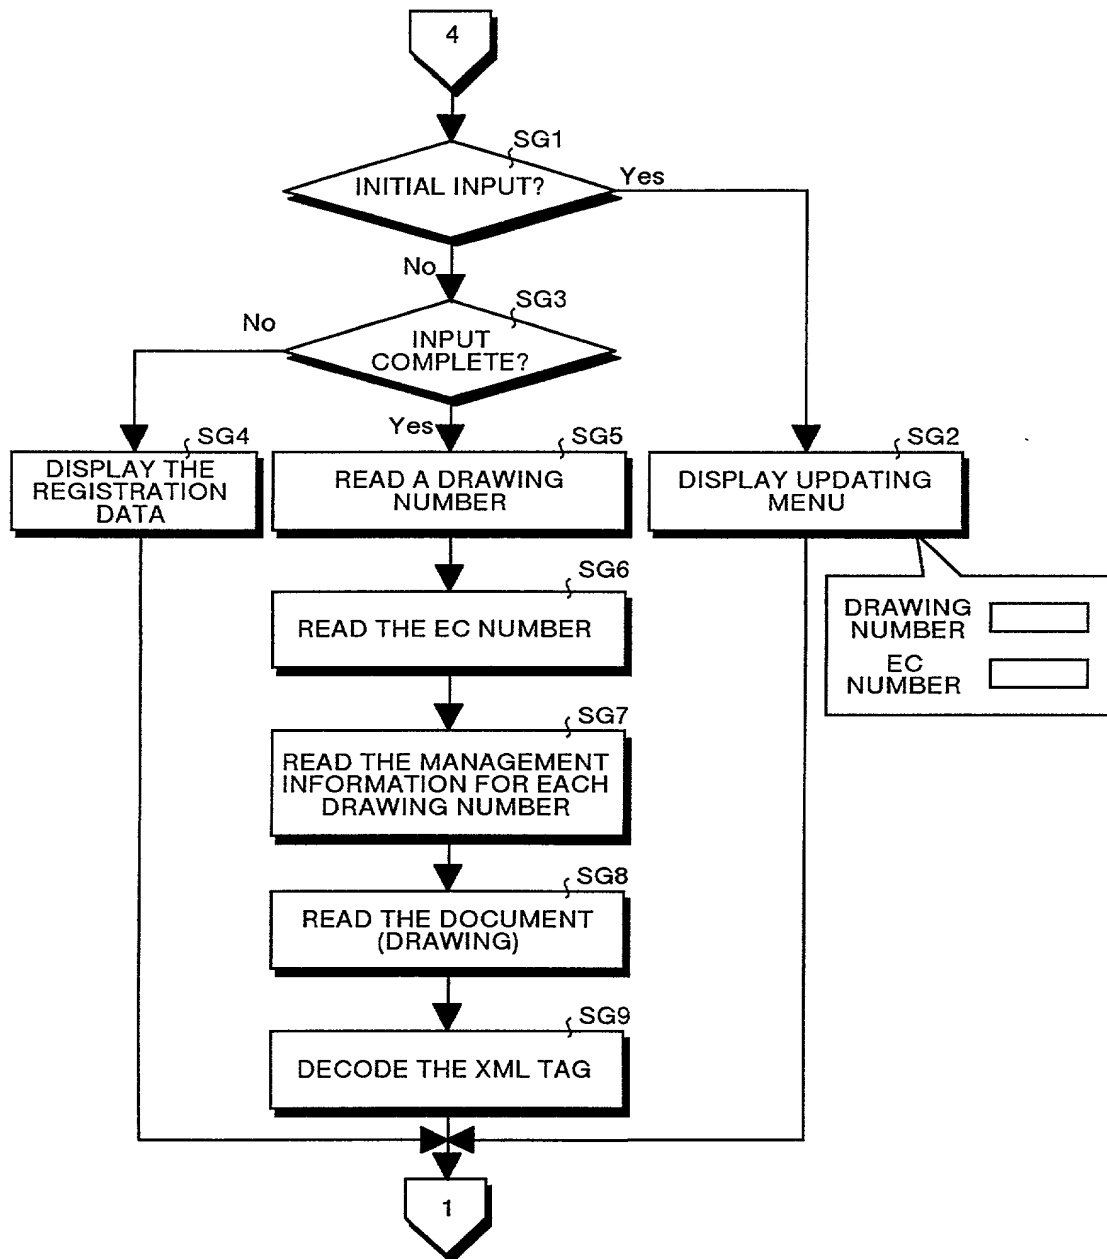 4
SG1
INITIAL INPUT?
Yes
No
SG3
INPUT
COMPLETE?
No
Yes
SG4
DISPLAY THE
REGISTRATION
DATA
SG5
READ A DRAWING
NUMBER
SG2
DISPLAY UPDATING
MENU
DRAWING
NUMBER
EC
NUMBER
SG6
READ THE EC NUMBER
SG7
READ THE MANAGEMENT
INFORMATION FOR EACH
DRAWING NUMBER
SG8
READ THE DOCUMENT
(DRAWING)
SG9
DECODE THE XML TAG
1